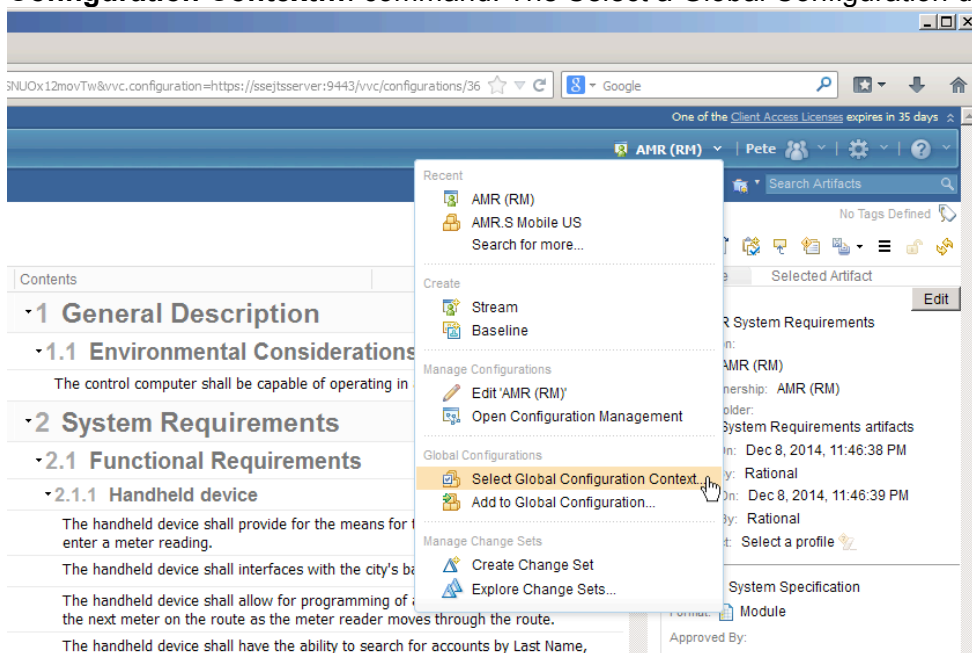 Configuration Context... command. The Select a Global Configuration
SNUOx12movTw&vvc.configuration=https://ssejtsserver:9443/vvc/configurations/36
Google
One of the Client Access Licenses expires in 35 days
AMR (RM)
Pete
Search Artifacts
No Tags Defined
Recent
AMR (RM)
AMR.S Mobile US
Search for more...
Create
Stream
Baseline
Manage Configurations
Edit 'AMR (RM)'
Open Configuration Management
Global Configurations
Select Global Configuration Context...
Add to Global Configuration...
Manage Change Sets
Create Change Set
Explore Change Sets...
Contents
1 General Description
1.1 Environmental Considerations
The control computer shall be capable of operating in
2 System Requirements
2.1 Functional Requirements
2.1.1 Handheld device
The handheld device shall provide for the means for
enter a meter reading.
The handheld device shall interfaces with the city's
The handheld device shall allow for programming of
the next meter on the route as the meter reader moves through the route.
The handheld device shall have the ability to search for accounts by Last Name,
Selected Artifact
Edit
System Requirements
AMR (RM)
AMR (RM)
System Requirements artifacts
Dec 8, 2014, 11:46:38 PM
Rational
Dec 8, 2014, 11:46:39 PM
Rational
Select a profile
System Specification
Format: Module
Approved By: